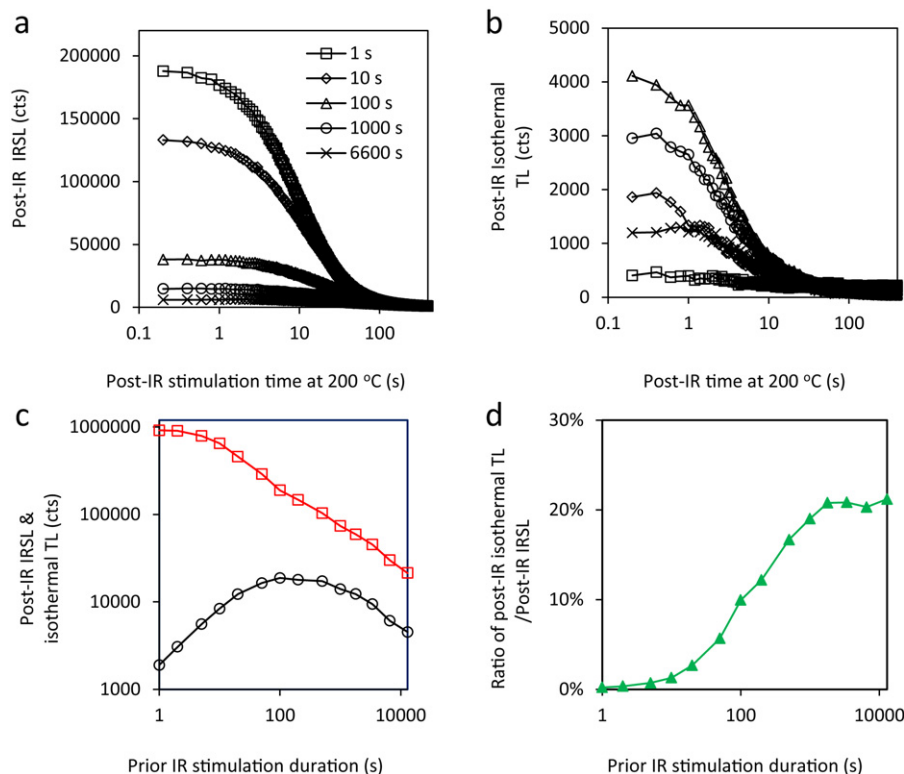 a
Post-IR IRSL (cts)
200000
150000
100000
50000
0
0.1
1
10
100
Post-IR stimulation time at 200 °C (s)
1 s
10 s
100 s
1000 s
6600 s
b
Post-IR Isothermal
TL (cts)
5000
4000
3000
2000
1000
0
0.1
1
10
100
Post-IR time at 200 °C (s)
c
Post-IR IRSL &
isothermal TL (cts)
1000000
100000
10000
1000
1
100
10000
Prior IR stimulation duration (s)
d
Ratio of post-IR isothermal TL
/Post-IR IRSL
30%
20%
10%
0%
1
100
10000
Prior IR stimulation duration (s)